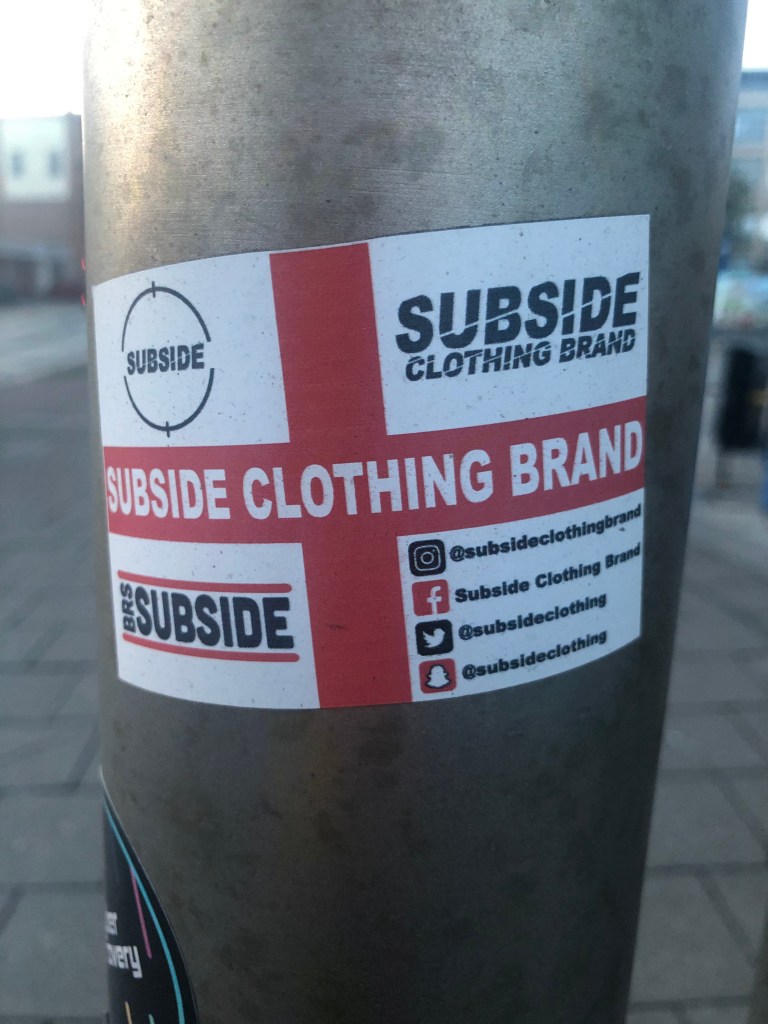 SUBSIDE
SUBSIDE
CLOTHING BRAND
SUBSIDE CLOTHING BRAND
BRS SUBSIDE
@subsideclothingbrand
Subside Clothing Brand
@subsideclothing
@subsideclothing